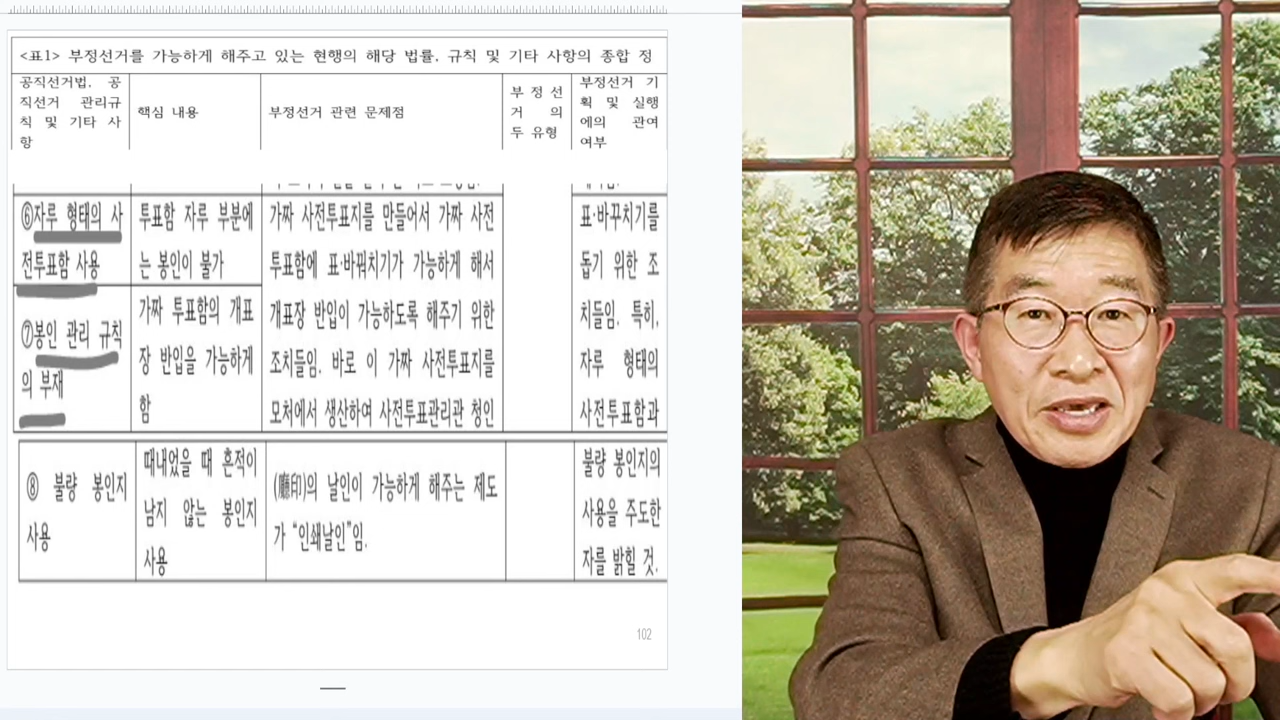 <표1> 부정선거를 가능하게 해주고 있는 현행의 해당 법률, 규칙 및 기타 사항의 종합 정
공직선거법, 공
직선거 관리규
칙 및 기타 사
항
핵심 내용
부정선거 관련 문제점
부 정 선
거 의
두 유형
부정선거 기
획 및 실행
에의 관여
여부
⑥자루 형태의 사
전투표함 사용
투표함 자루 부분에
는 봉인이 불가
⑦봉인 관리 규칙
의 부재
가짜 투표함의 개표
장 반입을 가능하게
함
가짜 사전투표지를 만들어서 가짜 사전
투표함에 표·바꿔치기가 가능하게 해서
개표장 반입이 가능하도록 해주기 위한
조치들임. 바로 이 가짜 사전투표지를
모처에서 생산하여 사전투표관리관 청인
표·바꾸치기를
돕기 위한 조
치들임. 특히,
자루 형태의
사전투표함과
⑧ 불량 봉인지
사용
때내었을 때 흔적이
남지 않는 봉인지
사용
(廳印)의 날인이 가능하게 해주는 제도
가 “인쇄날인”임.
불량 봉인지의
사용을 주도한
자를 밝힐 것.
102